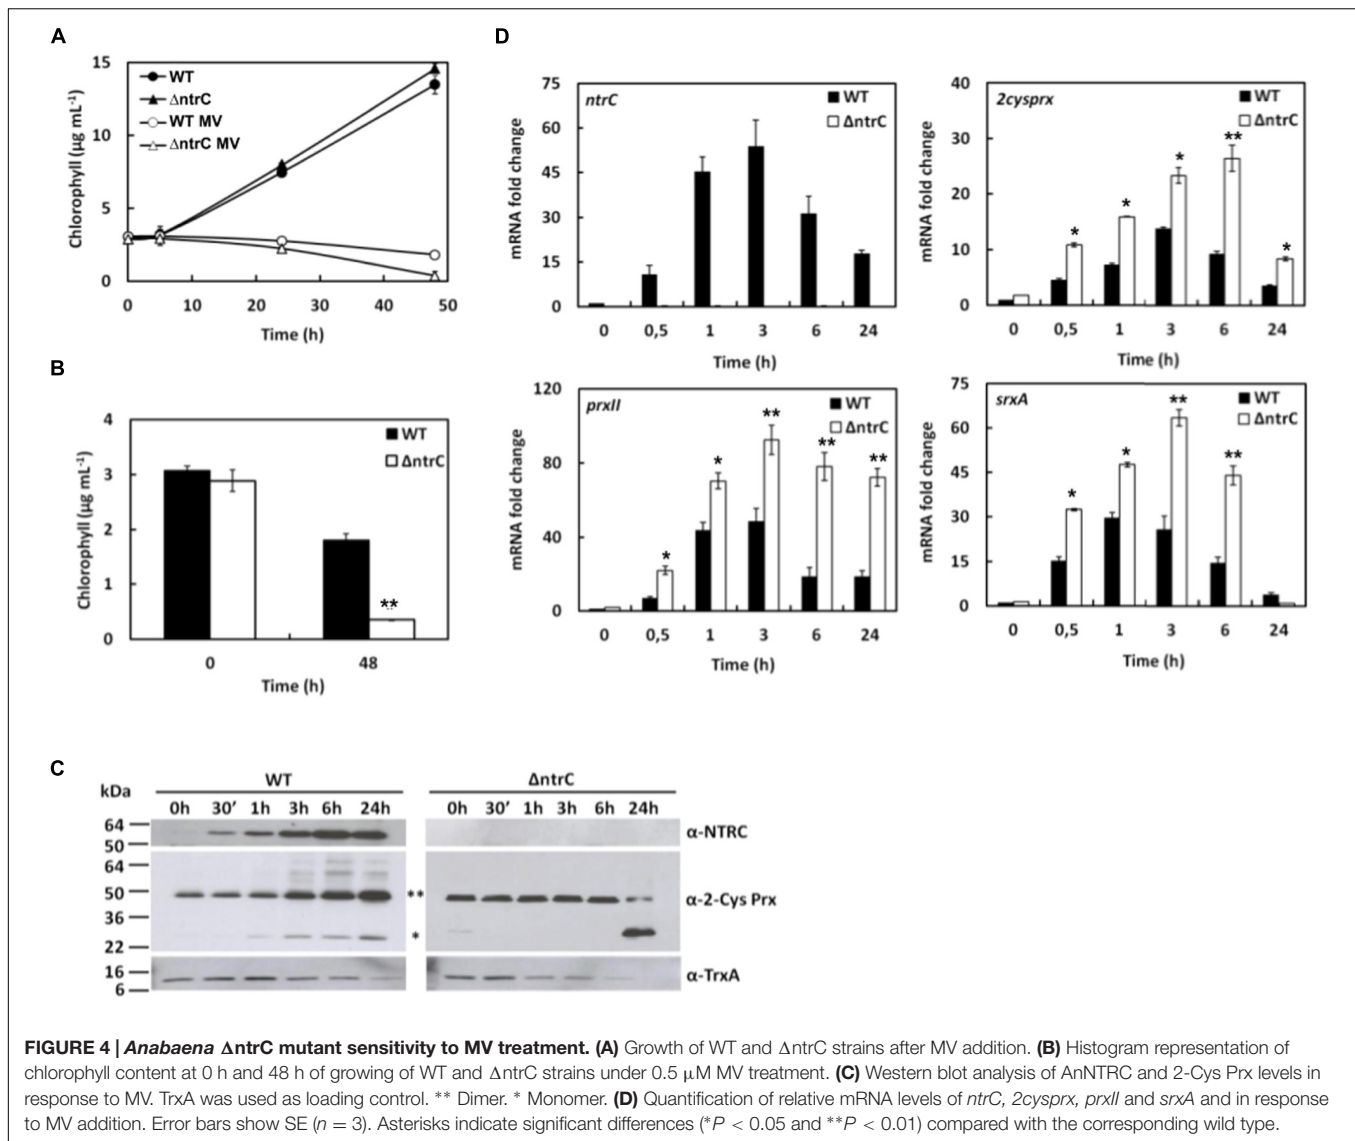 A
15
10
5
0
Chlorophyll (µg mL⁻¹)
WT
ΔntrC
WT MV
ΔntrC MV
0 10 20 30 40 50
Time (h)
B
4
3
2
1
0
Chlorophyll (µg mL⁻¹)
WT
ΔntrC
**
0 48
Time (h)
D
ntrC
75
60
45
30
15
0
mRNA fold change
WT
ΔntrC
0 0,5 1 3 6 24
Time (h)
2cysprx
40
30
20
10
0
mRNA fold change
WT
ΔntrC
* * * ** *
0 0,5 1 3 6 24
Time (h)
prxII
120
80
40
0
mRNA fold change
WT
ΔntrC
* * ** ** **
0 0,5 1 3 6 24
Time (h)
srxA
75
60
45
30
15
0
mRNA fold change
WT
ΔntrC
* * ** **
0 0,5 1 3 6 24
Time (h)
C
WT ΔntrC
kDa
0h 30' 1h 3h 6h 24h 0h 30' 1h 3h 6h 24h
64
50
α-NTRC
64
50 ** α-2-Cys Prx
36
22 *
16 α-TrxA
6
FIGURE 4 | Anabaena ΔntrC mutant sensitivity to MV treatment. (A) Growth of WT and ΔntrC strains after MV addition. (B) Histogram representation of
chlorophyll content at 0 h and 48 h of growing of WT and ΔntrC strains under 0.5 µM MV treatment. (C) Western blot analysis of AnNTRC and 2-Cys Prx levels in
response to MV. TrxA was used as loading control. ** Dimer. * Monomer. (D) Quantification of relative mRNA levels of ntrC, 2cysprx, prxII and srxA and in response
to MV addition. Error bars show SE (n = 3). Asterisks indicate significant differences (*P < 0.05 and **P < 0.01) compared with the corresponding wild type.